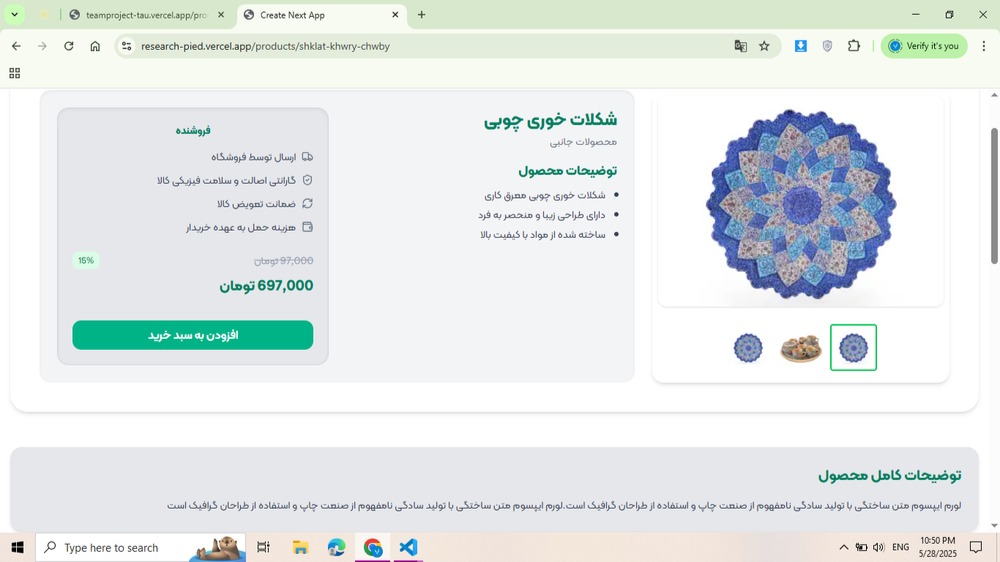 teamproject-tau.vercel.app/pro
Create Next App
research-pied.vercel.app/products/shklat-khwry-chwby
Verify it's you
شکلات خوری چوبی
محصولات جانبی
توضیحات محصول
شکلات خوری چوبی معرق کاری
دارای طراحی زیبا و منحصر به فرد
ساخته شده از مواد با کیفیت بالا
فروشنده
ارسال توسط فروشگاه
گارانتی اصالت و سلامت فیزیکی کالا
ضمانت تعویض کالا
هزینه حمل به عهده خریدار
97,000 تومان
15%
697,000 تومان
افزودن به سبد خرید
توضیحات کامل محصول
لورم ایپسوم متن ساختگی با تولید سادگی نامفهوم از صنعت چاپ و استفاده از طراحان گرافیک است.لورم ایپسوم متن ساختگی با تولید سادگی نامفهوم از صنعت چاپ و استفاده از طراحان گرافیک است
Type here to search
ENG
10:50 PM
5/28/2025